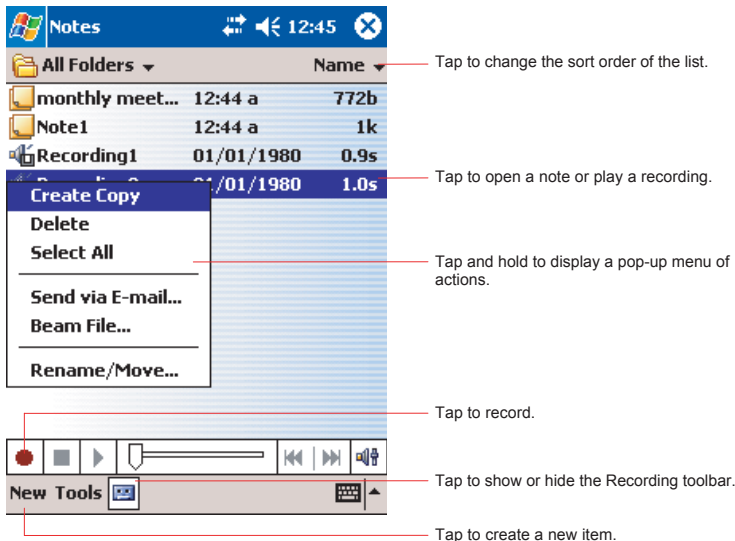 Notes 12:45
All Folders Name
Tap to change the sort order of the list.
monthly meet... 12:44 a 772b
Note1 12:44 a 1k
Recording1 01/01/1980 0.9s
/01/1980 1.0s
Tap to open a note or play a recording.
Create Copy
Delete
Select All
Tap and hold to display a pop-up menu of
actions.
Send via E-mail...
Beam File...
Rename/Move...
Tap to record.
Tap to show or hide the Recording toolbar.
New Tools
Tap to create a new item.